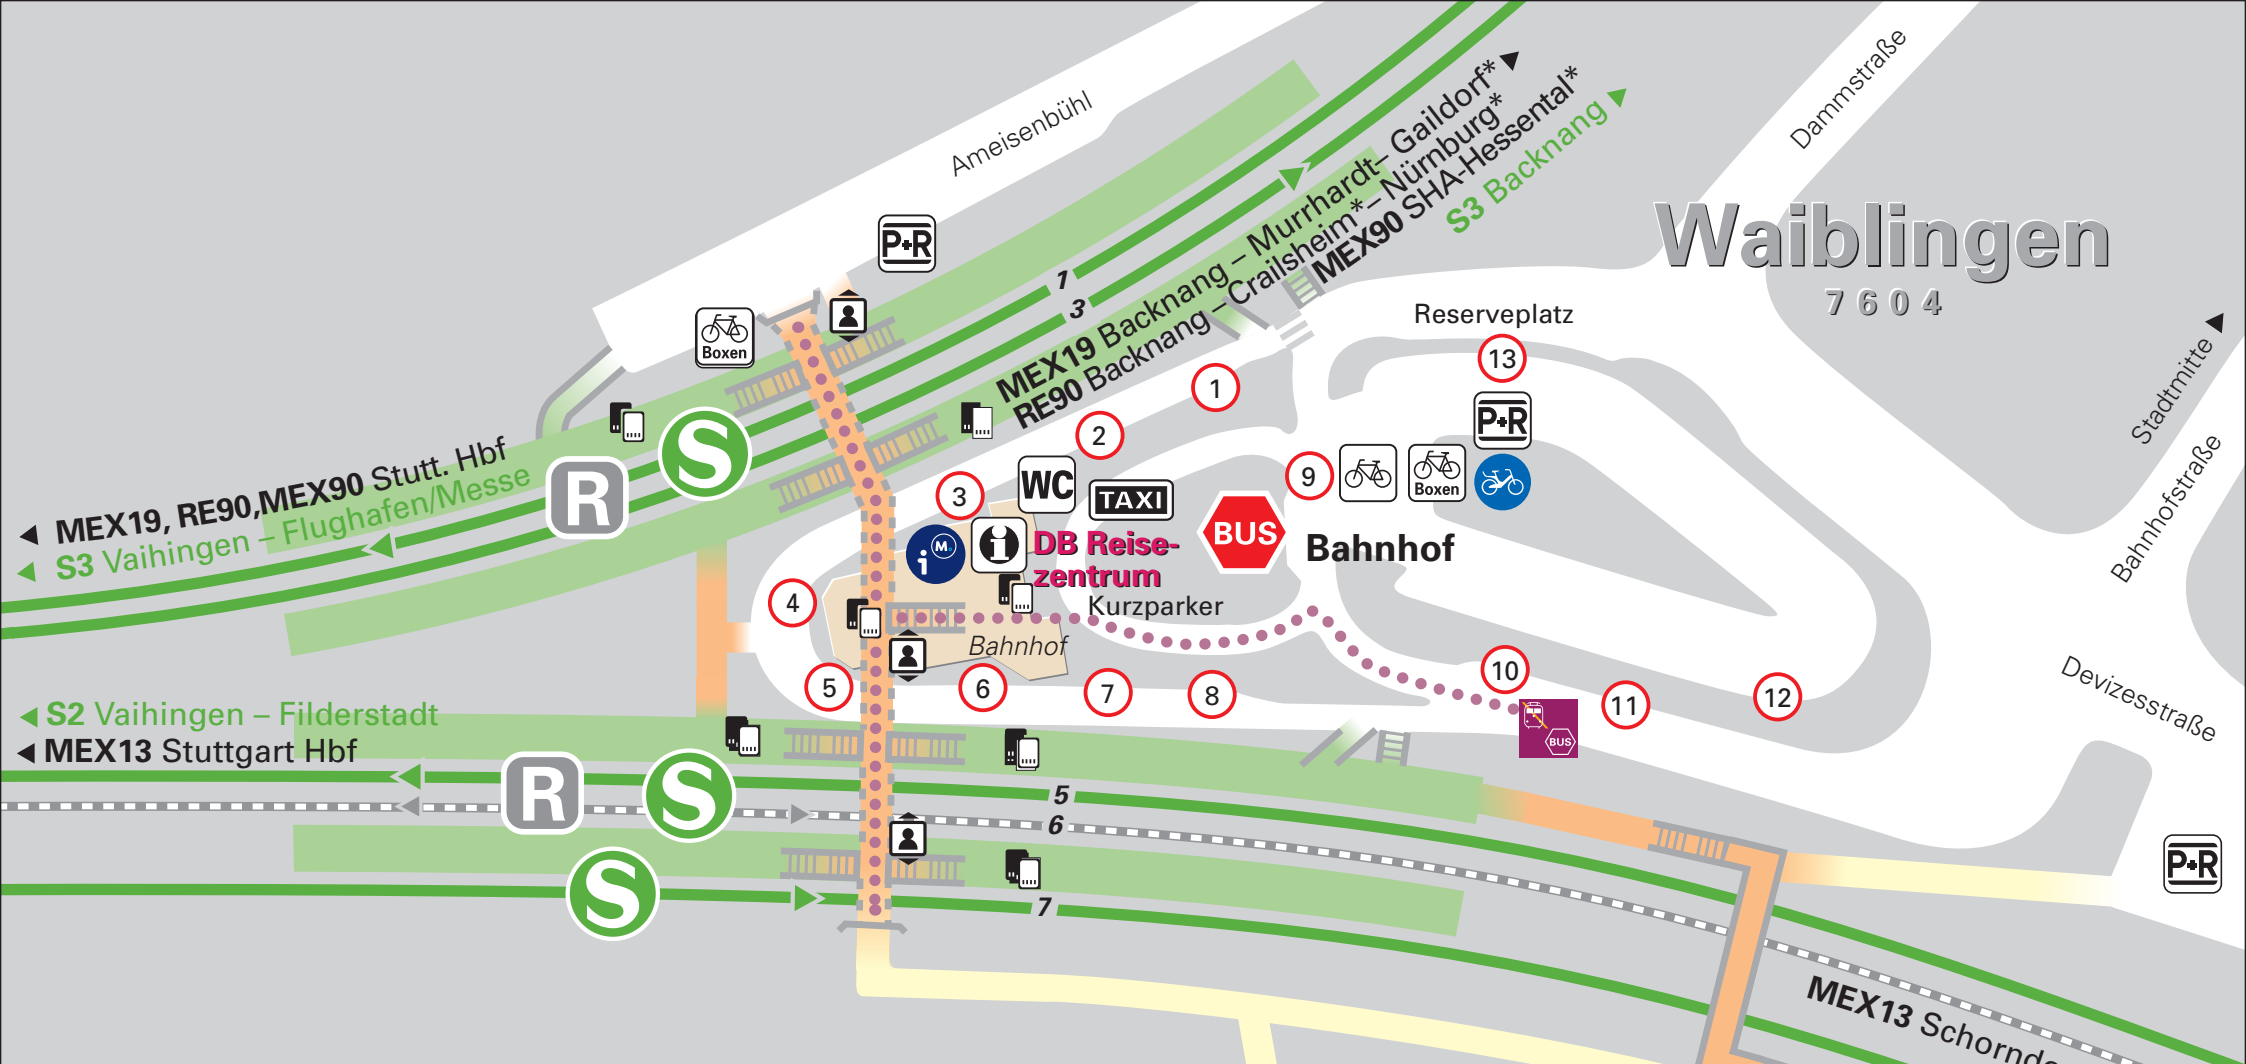 Ameisenbühl
Dammstraße
P+R
Boxen
MEX19 Backnang – Murrhardt– Gaildorf*
RE90 Backnang – Crailsheim*– Nürnburg*
MEX90 SHA-Hessental*
S3 Backnang
Waiblingen
7604
1
3
Reserveplatz
13
P+R
Stadtmitte
Bahnhofstraße
Devizesstraße
MEX19, RE90,MEX90 Stutt. Hbf
S3 Vaihingen – Flughafen/Messe
R
S
1
2
3
WC
TAXI
BUS
9
Boxen
Bahnhof
M
i
i
DB Reise-
zentrum
Kurzparker
Bahnhof
4
5
6
7
8
10
11
12
BUS
S2 Vaihingen – Filderstadt
MEX13 Stuttgart Hbf
R
S
S
5
6
7
P+R
MEX13